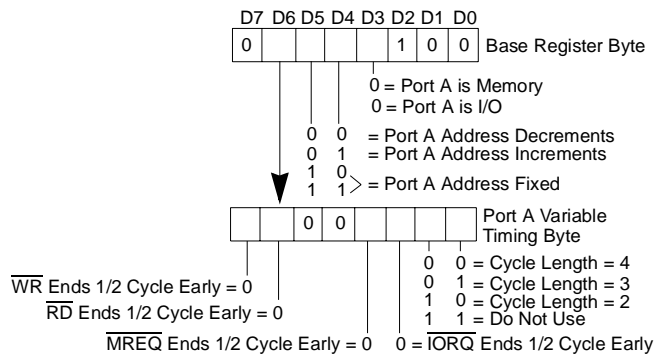 D7 D6 D5 D4 D3 D2 D1 D0
0 1 0 0 Base Register Byte
0 = Port A is Memory
0 = Port A is I/O
0 0 = Port A Address Decrements
0 1 = Port A Address Increments
1 0
1 1 > = Port A Address Fixed
0 0 Port A Variable
Timing Byte
0 0 = Cycle Length = 4
WR Ends 1/2 Cycle Early = 0 0 1 = Cycle Length = 3
RD Ends 1/2 Cycle Early = 0 1 0 = Cycle Length = 2
1 1 = Do Not Use
MREQ Ends 1/2 Cycle Early = 0 0 = IORQ Ends 1/2 Cycle Early